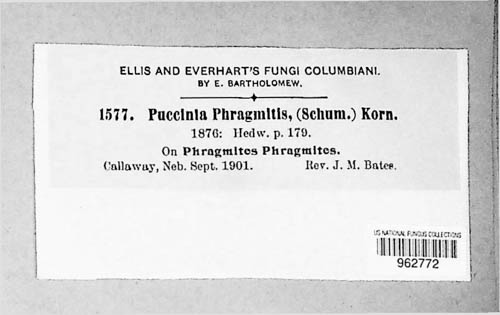 ELLIS AND EVERHART'S FUNGI COLUMBIANI.
BY E. BARTHOLOMEW.
1577. Puccinia Phragmitis, (Schum.) Korn.
1876: Hedw. p. 179.
On Phragmites Phragmites.
Callaway, Neb. Sept. 1901. Rev. J. M. Bates.
US NATIONAL FUNGUS COLLECTIONS
962772